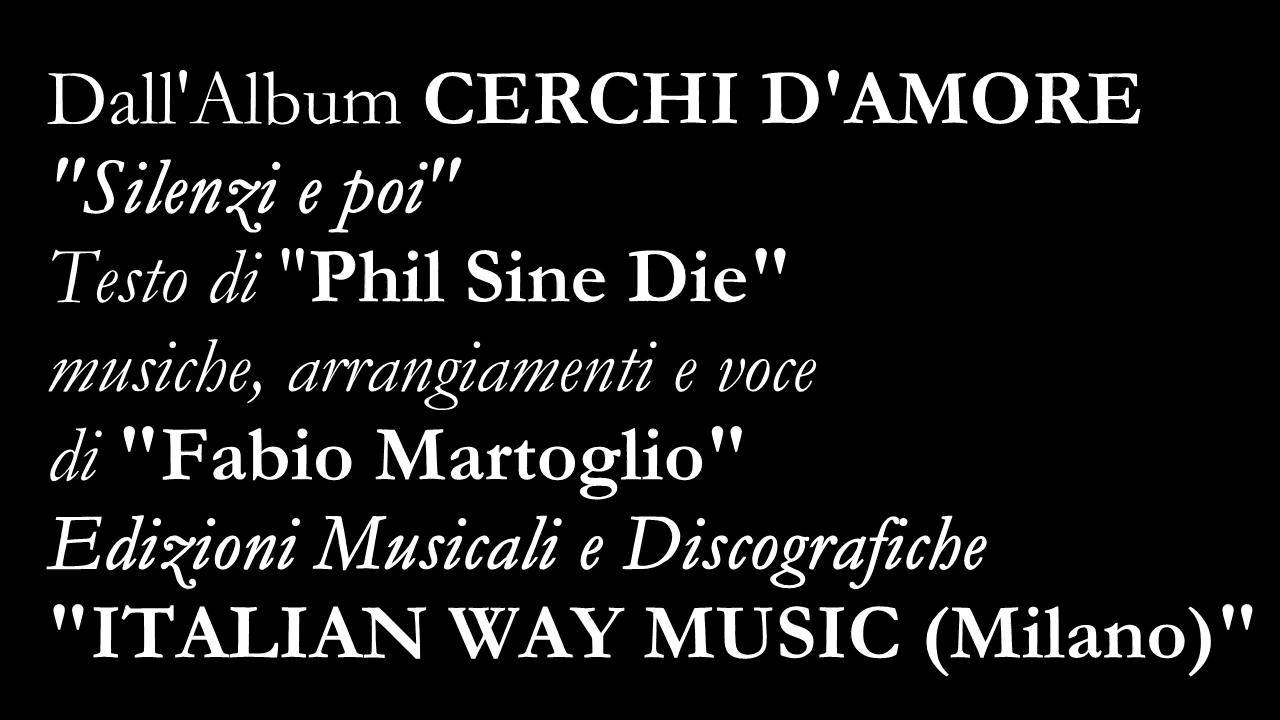 Dall'Album CERCHI D'AMORE
"Silenzi e poi"
Testo di "Phil Sine Die"
musiche, arrangiamenti e voce
di "Fabio Martoglio"
Edizioni Musicali e Discografiche
"ITALIAN WAY MUSIC (Milano)"